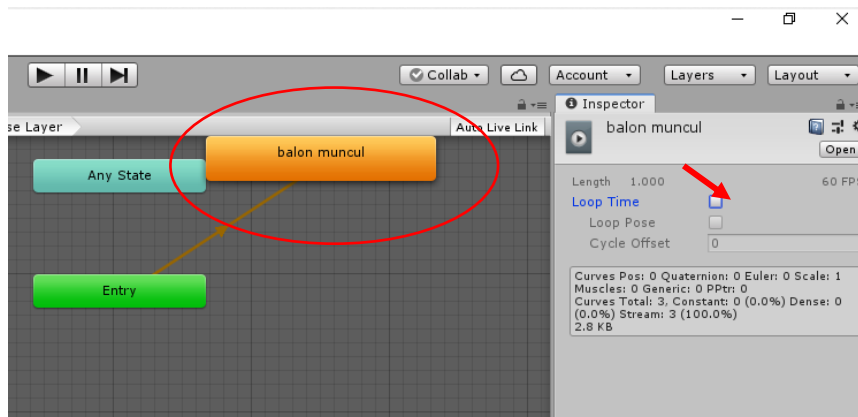 Collab Account Layers Layout
Inspector
se Layer Auto Live Link
balon muncul
Open
balon muncul
Any State
Length 1.000 60 FPS
Loop Time
Loop Pose
Cycle Offset 0
Entry
Curves Pos: 0 Quaternion: 0 Euler: 0 Scale: 1
Muscles: 0 Generic: 0 PPtr: 0
Curves Total: 3, Constant: 0 (0.0%) Dense: 0
(0.0%) Stream: 3 (100.0%)
2.8 KB